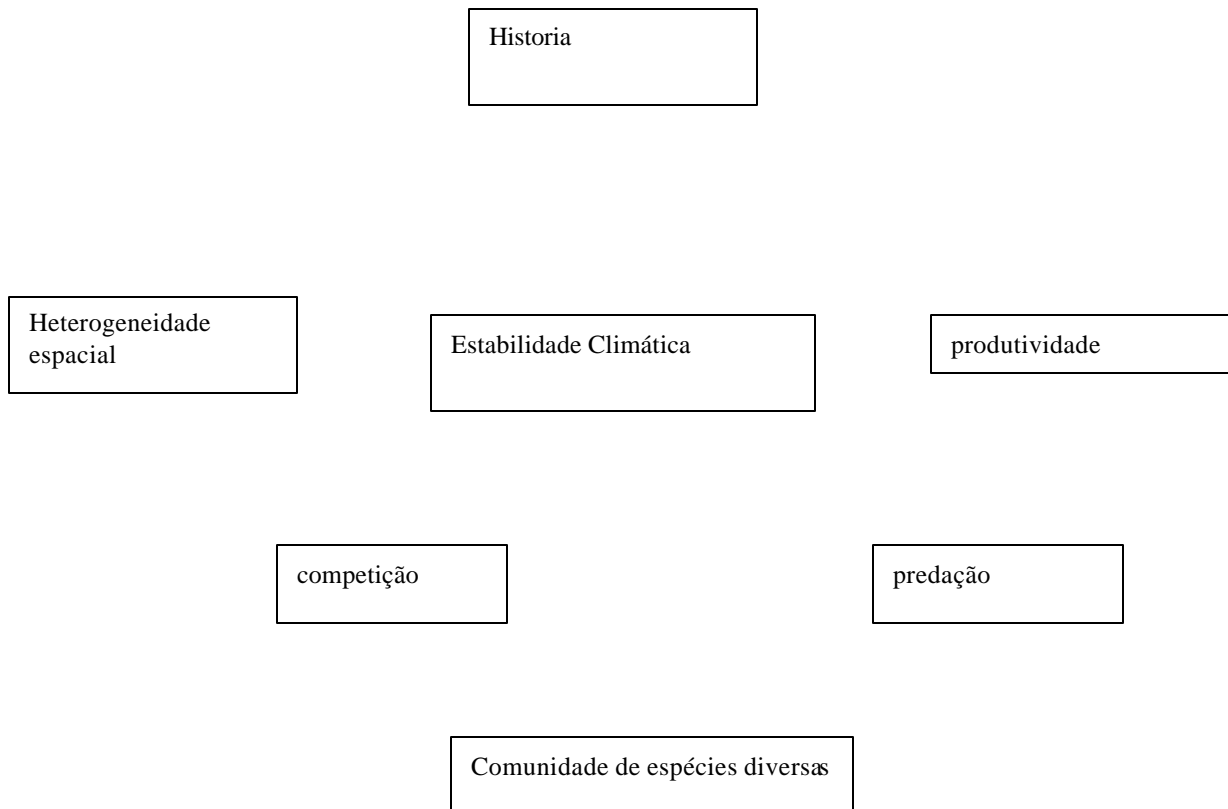 Historia
Heterogeneidade
espacial
Estabilidade Climática
produtividade
competição
predação
Comunidade de espécies diversas